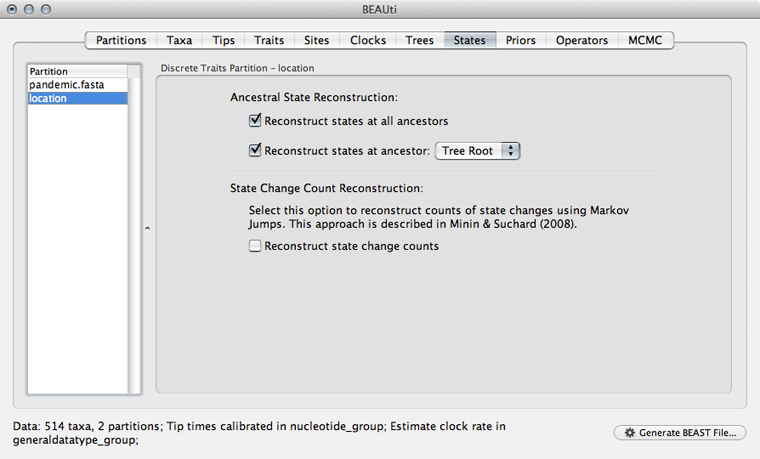 BEAUti
Partitions Taxa Tips Traits Sites Clocks Trees States Priors Operators MCMC
Partition
pandemic.fasta
location
Discrete Traits Partition – location
Ancestral State Reconstruction:
Reconstruct states at all ancestors
Reconstruct states at ancestor: Tree Root
State Change Count Reconstruction:
Select this option to reconstruct counts of state changes using Markov
Jumps. This approach is described in Minin & Suchard (2008).
Reconstruct state change counts
Data: 514 taxa, 2 partitions; Tip times calibrated in nucleotide_group; Estimate clock rate in
generaldatatype_group;
Generate BEAST File...